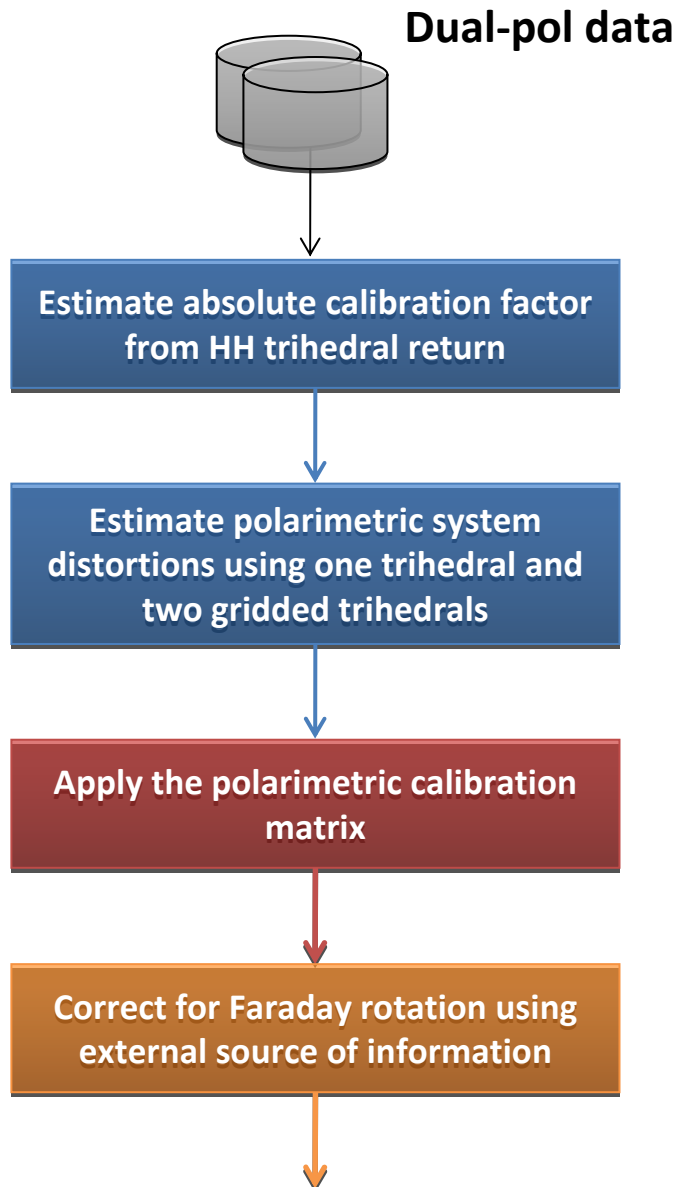 Dual-pol data
Estimate absolute calibration factor
from HH trihedral return
Estimate polarimetric system
distortions using one trihedral and
two gridded trihedrals
Apply the polarimetric calibration
matrix
Correct for Faraday rotation using
external source of information